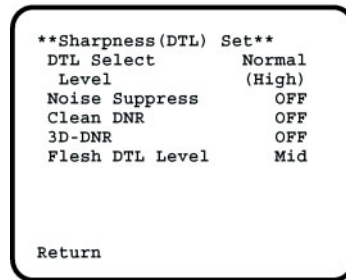 **Sharpness(DTL) Set**
DTL Select Normal
Level (High)
Noise Suppress OFF
Clean DNR OFF
3D-DNR OFF
Flesh DTL Level Mid
Return